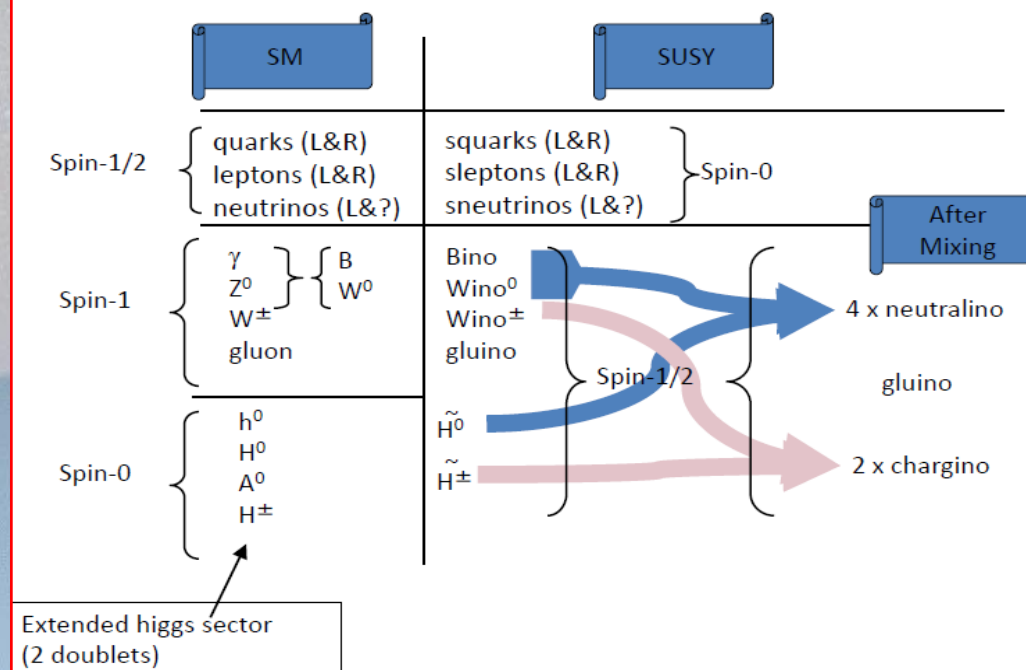 SM
SUSY
Spin-1/2
quarks (L&R)
leptons (L&R)
neutrinos (L&?)
squarks (L&R)
sleptons (L&R)
sneutrinos (L&?)
Spin-0
After
Mixing
Spin-1
γ
Z⁰
W±
gluon
B
W⁰
Bino
Wino⁰
Wino±
gluino
Spin-1/2
4 x neutralino
gluino
2 x chargino
Spin-0
h⁰
H⁰
A⁰
H±
H̃⁰
H̃±
Extended higgs sector
(2 doublets)